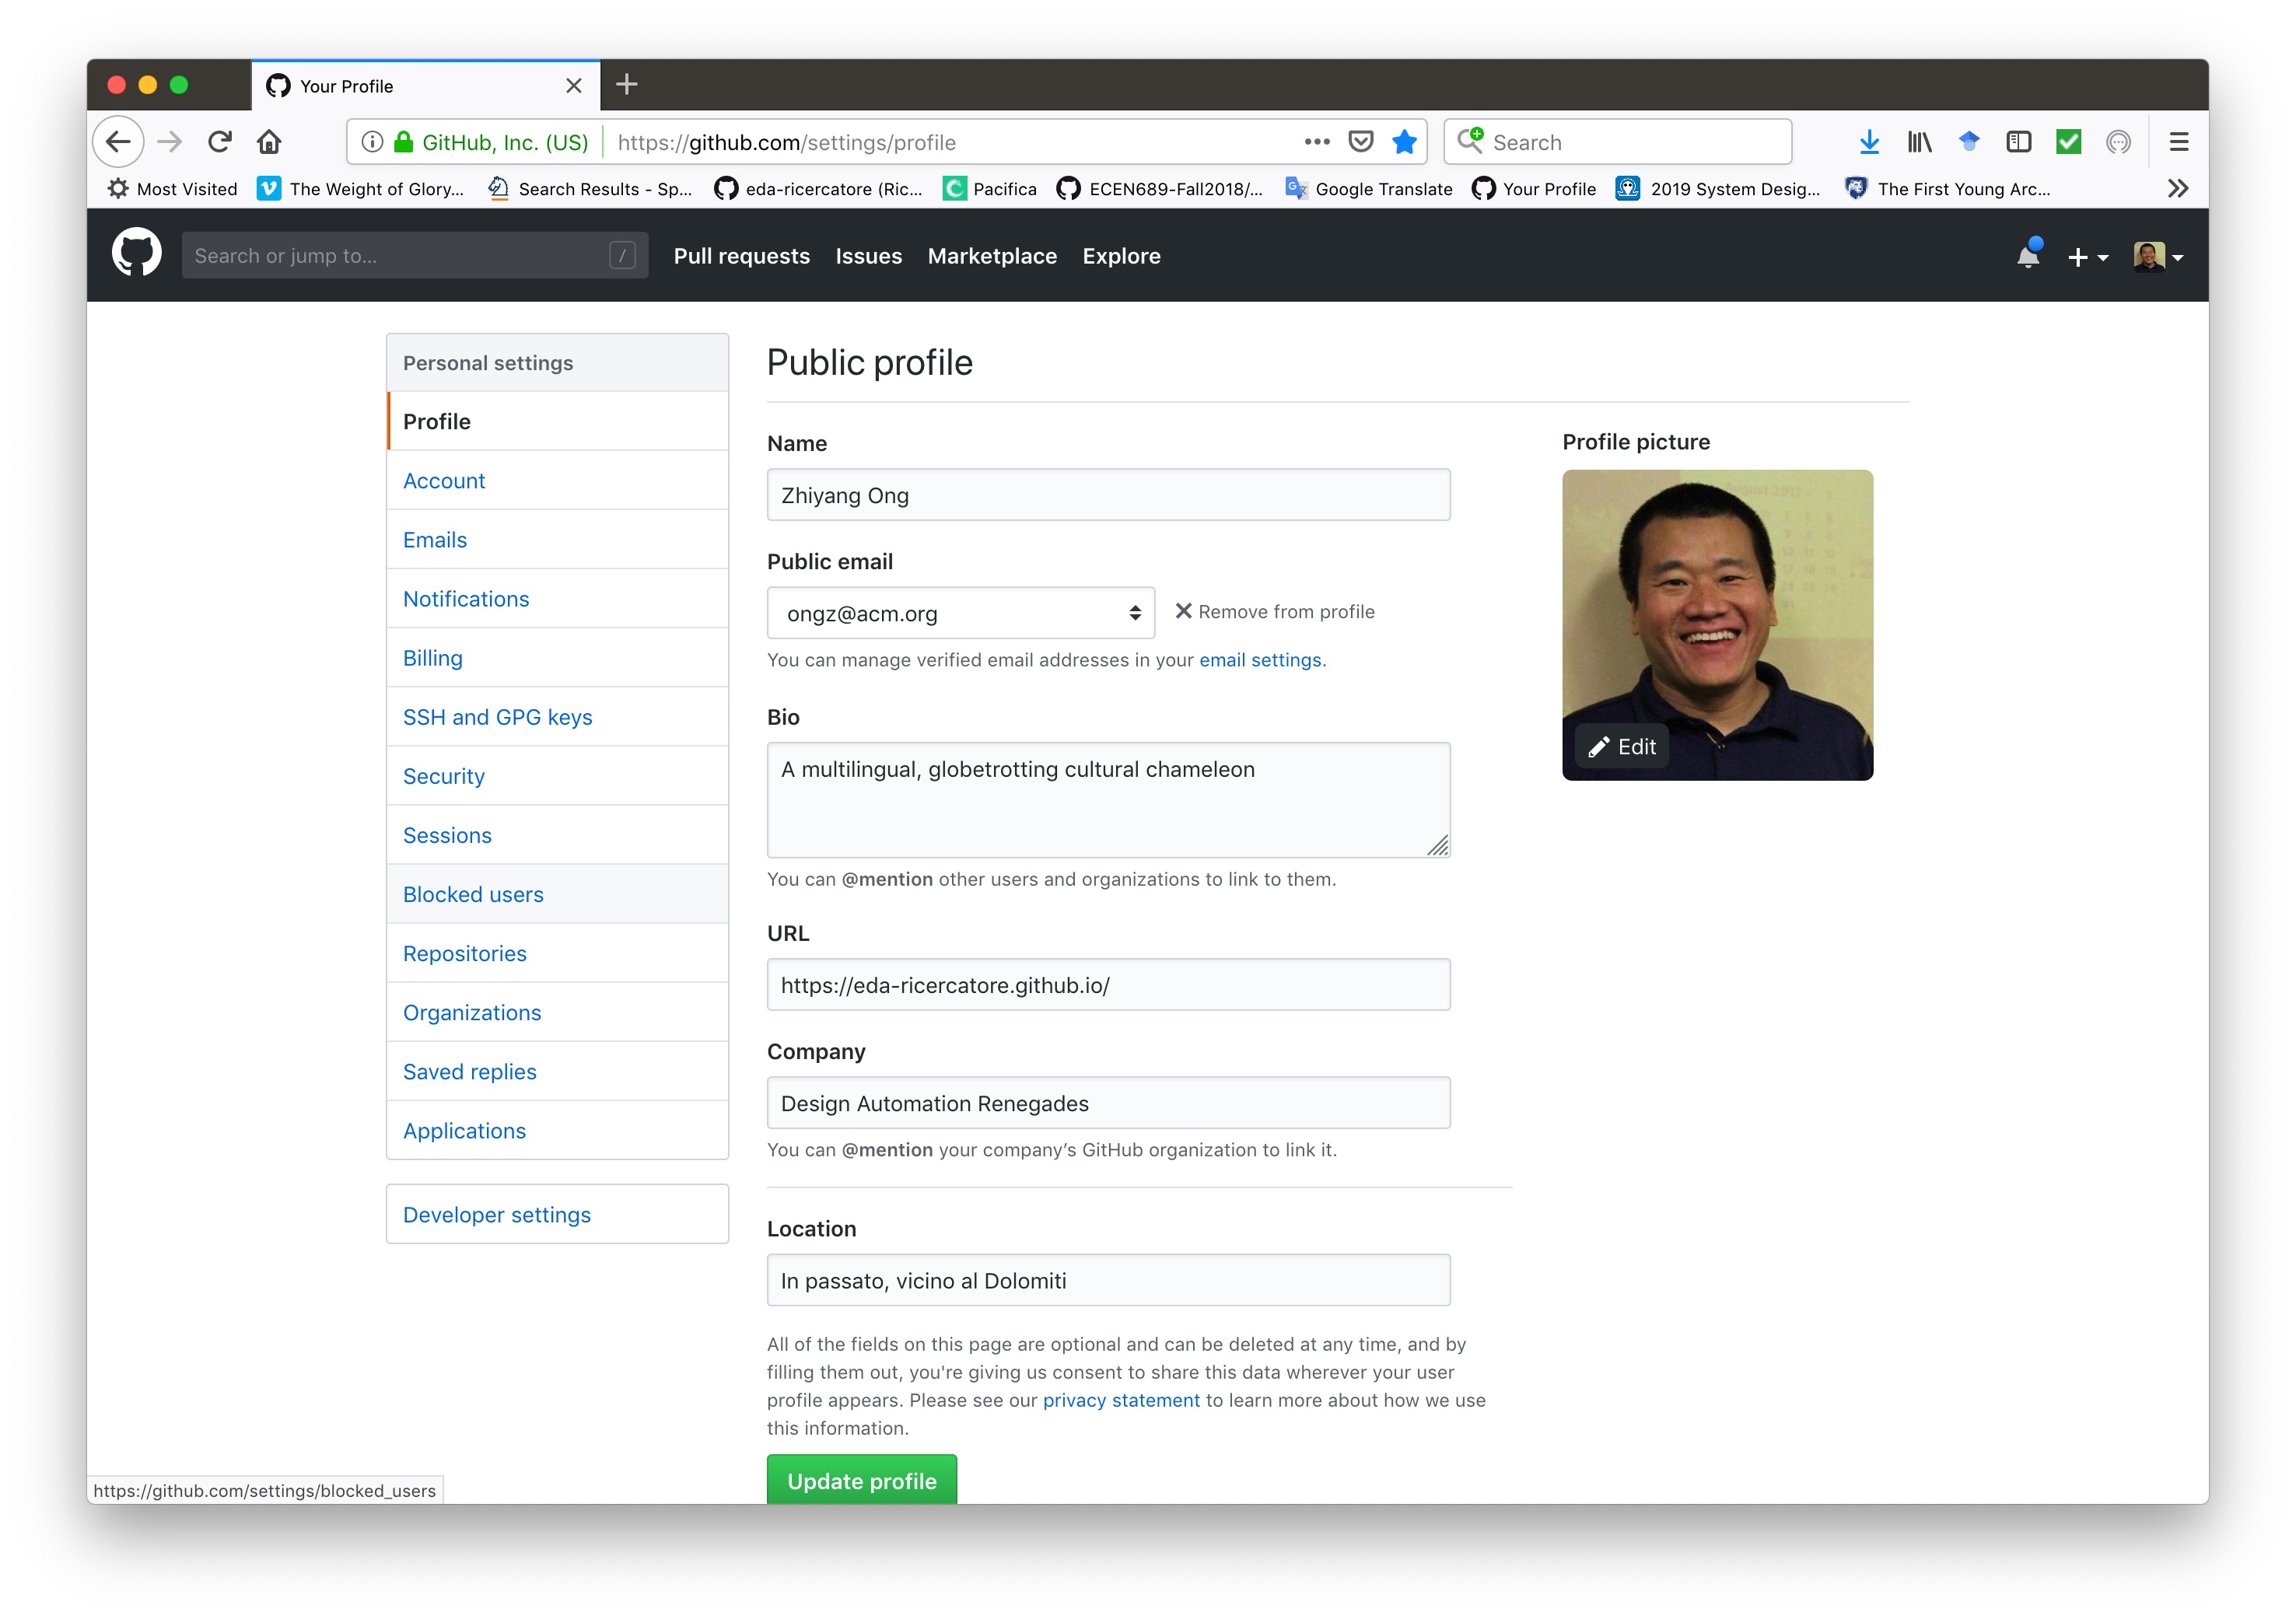 Your Profile
GitHub, Inc. (US)
https://github.com/settings/profile
Search
Most Visited
The Weight of Glory...
Search Results - Sp...
eda-ricercatore (Ric...
Pacifica
ECEN689-Fall2018/...
Google Translate
Your Profile
2019 System Desig...
The First Young Arc...
Search or jump to...
/
Pull requests
Issues
Marketplace
Explore
Personal settings
Profile
Account
Emails
Notifications
Billing
SSH and GPG keys
Security
Sessions
Blocked users
Repositories
Organizations
Saved replies
Applications
Developer settings
Public profile
Name
Zhiyang Ong
Public email
ongz@acm.org
Remove from profile
You can manage verified email addresses in your email settings.
Bio
A multilingual, globetrotting cultural chameleon
You can @mention other users and organizations to link to them.
URL
https://eda-ricercatore.github.io/
Company
Design Automation Renegades
You can @mention your company’s GitHub organization to link it.
Location
In passato, vicino al Dolomiti
All of the fields on this page are optional and can be deleted at any time, and by
filling them out, you're giving us consent to share this data wherever your user
profile appears. Please see our privacy statement to learn more about how we use
this information.
Update profile
Profile picture
August 2017
Edit
https://github.com/settings/blocked_users